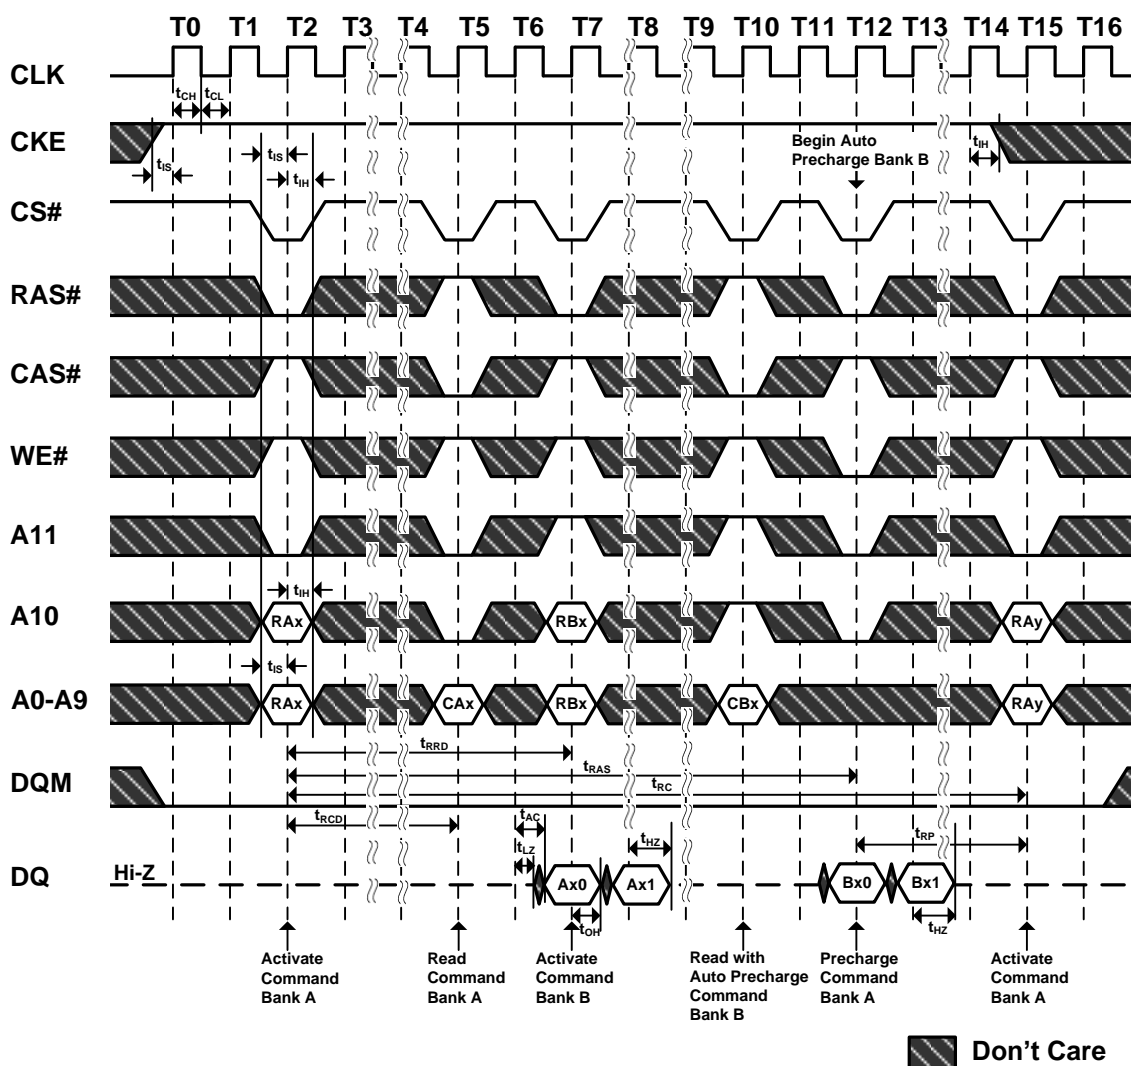 T0 T1 T2 T3 T4 T5 T6 T7 T8 T9 T10 T11 T12 T13 T14 T15 T16
CLK
tCH tCL
CKE
tIS tIS tIH
Begin Auto
Precharge Bank B
tIH
CS#
RAS#
CAS#
WE#
A11
tIH
A10 RAx RBx RAy
tIS
A0-A9 RAx CAx RBx CBx RAy
tRRD
tRAS
DQM
tRC
tRCD
tAC
tHZ
tRP
tLZ
DQ Hi-Z Ax0 Ax1 Bx0 Bx1
tOH
tHZ
Activate
Command
Bank A
Read
Command
Bank A
Activate
Command
Bank B
Read with
Auto Precharge
Command
Bank B
Precharge
Command
Bank A
Activate
Command
Bank A
Don't Care